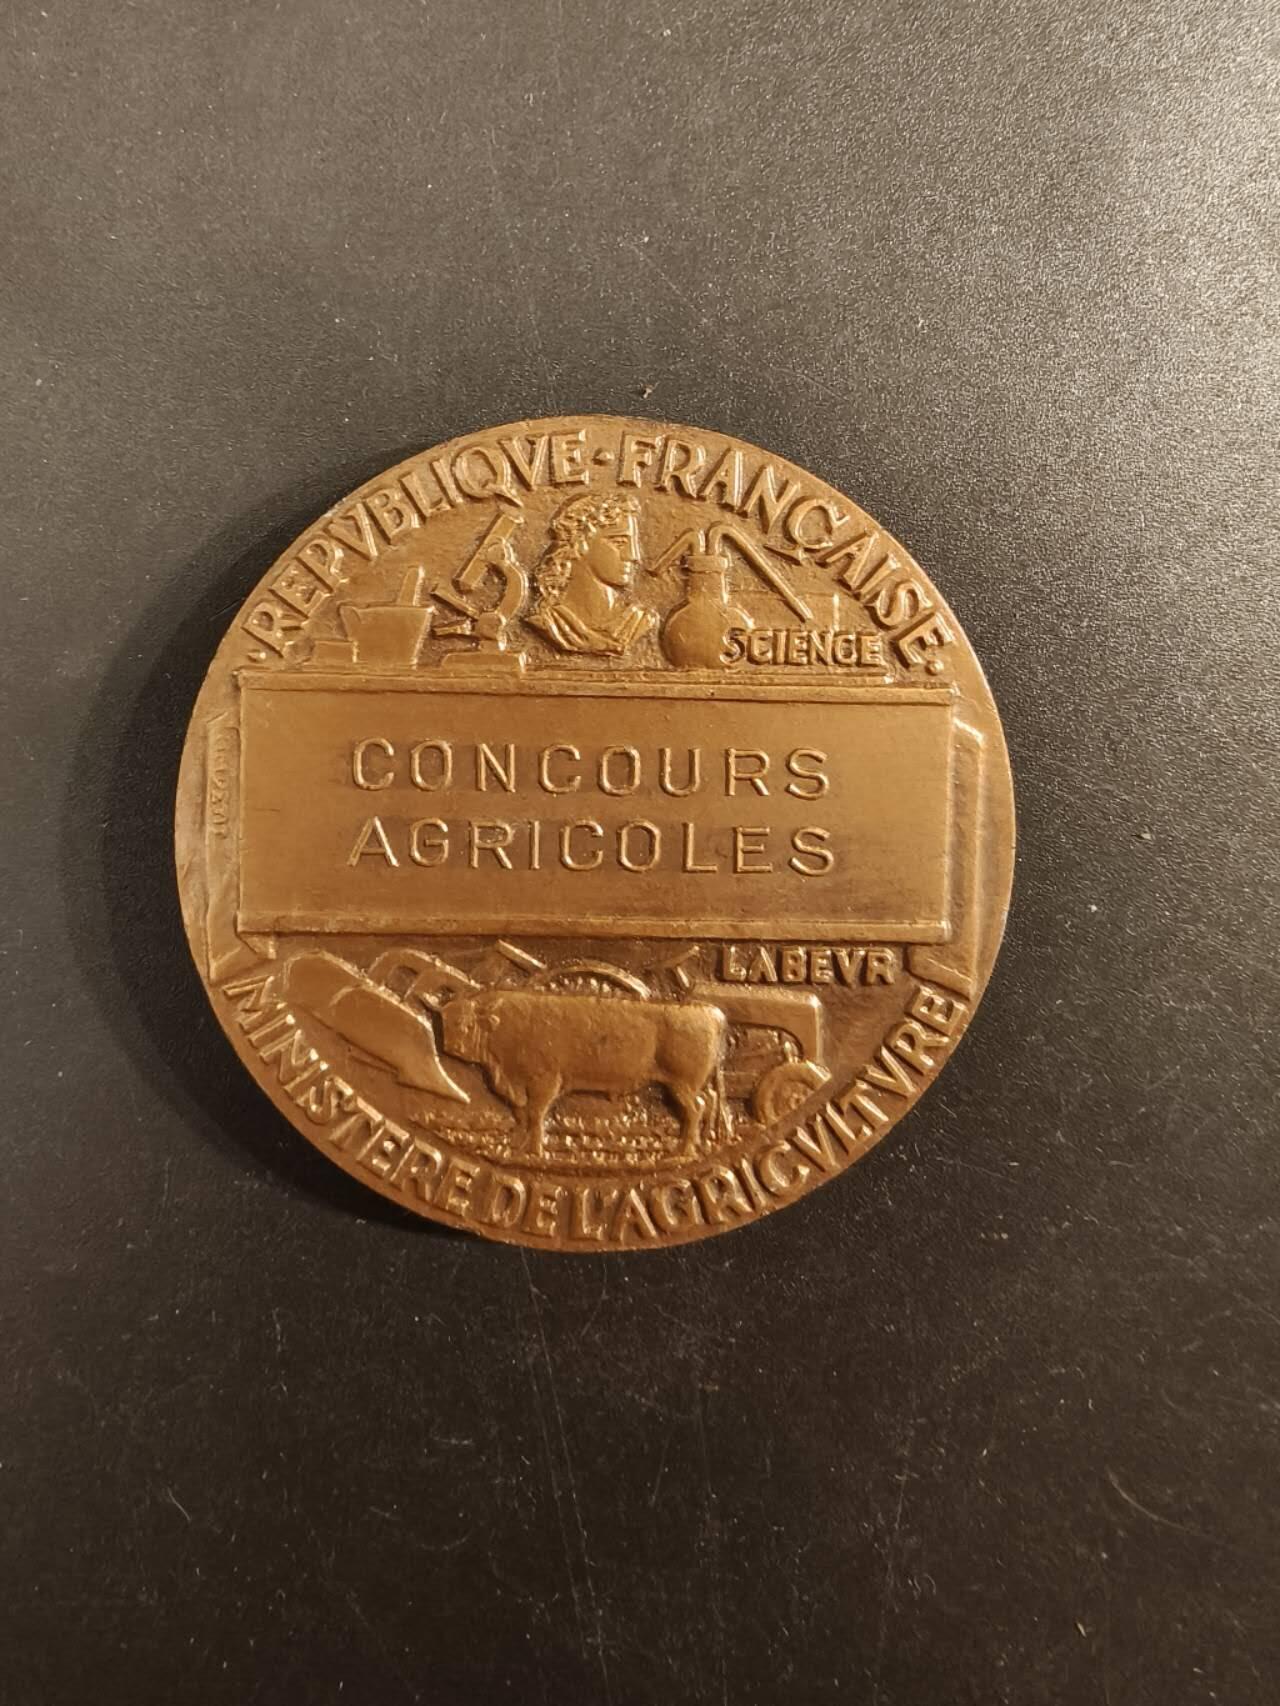 ·REPVBLIQVE·FRANÇAISE·
SCIENCE
CONCOURS
AGRICOLES
LABEVR
MINISTERE DE L'AGRICVLTVRE